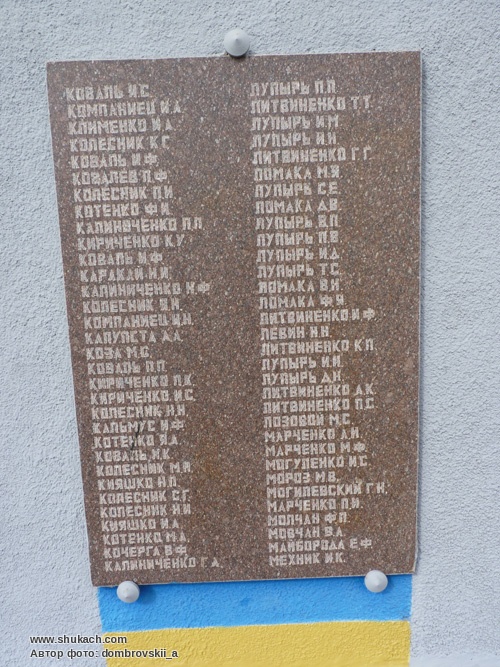 КОВАЛЬ И.С.
КОМПАНИЕЦ И.А.
КЛИМЕНКО И.А.
КОЛЕСНИК К.Г.
КОВАЛЬ И.Ф.
КОВАЛЕВ П.Ф.
КОЛЕСНИК П.И.
КОТЕНКО Ф.И.
КАЛИНИЧЕНКО П.П.
КИРИЧЕНКО К.У.
КОВАЛЬ И.Ф.
КАРАКАЙ И.И.
КАЛИНИЧЕНКО Н.Ф.
КОЛЕСНИК В.Н.
КОМПАНИЕЦ Ц.Н.
КАПУПСТА Д.А.
КОЗА М.С.
КОВАЛЬ П.П.
КИРИЧЕНКО П.К.
КИРИЧЕНКО И.С.
КОЛЕСНИК И.Н.
КАЛЬМУС И.Ф.
КОТЕНКО Я.А.
КОВАЛЬ И.К.
КОЛЕСНИК М.Я.
КИЯШКО Н.П.
КОЛЕСНИК С.Г.
КОЛЕСНИК Н.И.
КИЯШКО И.А.
КОТЕНКО М.А.
КОЧЕРГА В.Ф.
КАЛИНИЧЕНКО Г.А.
ЛУПЫРЬ П.П.
ЛИТВИНЕНКО Т.Т.
ЛУПЫРЬ И.М.
ЛУПЫРЬ И.Н.
ЛИТВИНЕНКО Г.Г.
ЛОМАКА М.Я.
ЛУПЫРЬ С.Е.
ЛОМАКА Д.В.
ЛУПЫРЬ В.П.
ЛУПЫРЬ П.В.
ЛУПЫРЬ И.Д.
ЛУПЫРЬ Т.С.
ЛОМАКА В.И.
ЛОМАКА Ф.Я.
ЛИТВИНЕНКО И.Ф.
ЛЕВИН Н.Н.
ЛИТВИНЕНКО К.П.
ЛУПЫРЬ И.Я.
ЛУПЫРЬ Д.Н.
ЛИТВИНЕНКО Д.К.
ЛИТВИНЕНКО П.С.
ЛОЗОВОЙ М.С.
МАРЧЕНКО Д.Н.
МАРЧЕНКО М.Ф.
МОГУЛЕНКО И.С.
МОРОЗ М.В.
МОГИЛЕВСКИЙ Г.Н.
МАРЧЕНКО П.И.
МОЛЧАН Ф.П.
МОВЧАН В.А.
МАЙБОРОДА Е.Ф.
МЕХНИК И.К.
www.shukach.com
Автор фото: dombrovskii_a